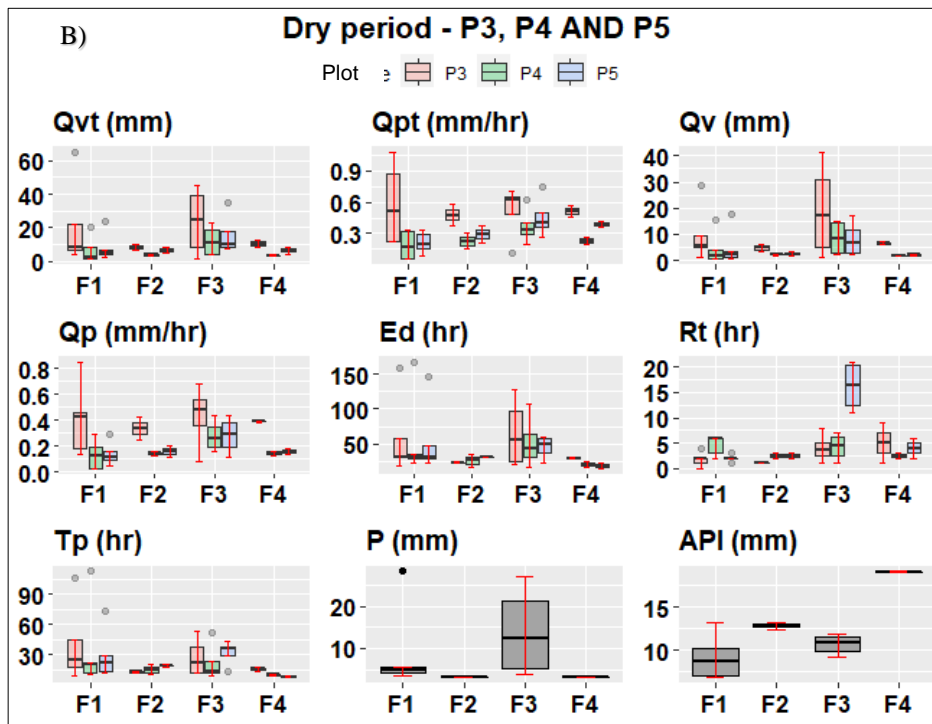 B) Dry period - P3, P4 AND P5
Plot e P3 P4 P5
Qvt (mm) Qpt (mm/hr) Qv (mm)
60
40
20
0
F1 F2 F3 F4
0.9
0.6
0.3
F1 F2 F3 F4
40
30
20
10
0
F1 F2 F3 F4
Qp (mm/hr) Ed (hr) Rt (hr)
0.8
0.6
0.4
0.2
0.0
F1 F2 F3 F4
150
100
50
F1 F2 F3 F4
20
15
10
5
0
F1 F2 F3 F4
Tp (hr) P (mm) API (mm)
90
60
30
F1 F2 F3 F4
20
10
F1 F2 F3 F4
15
10
F1 F2 F3 F4